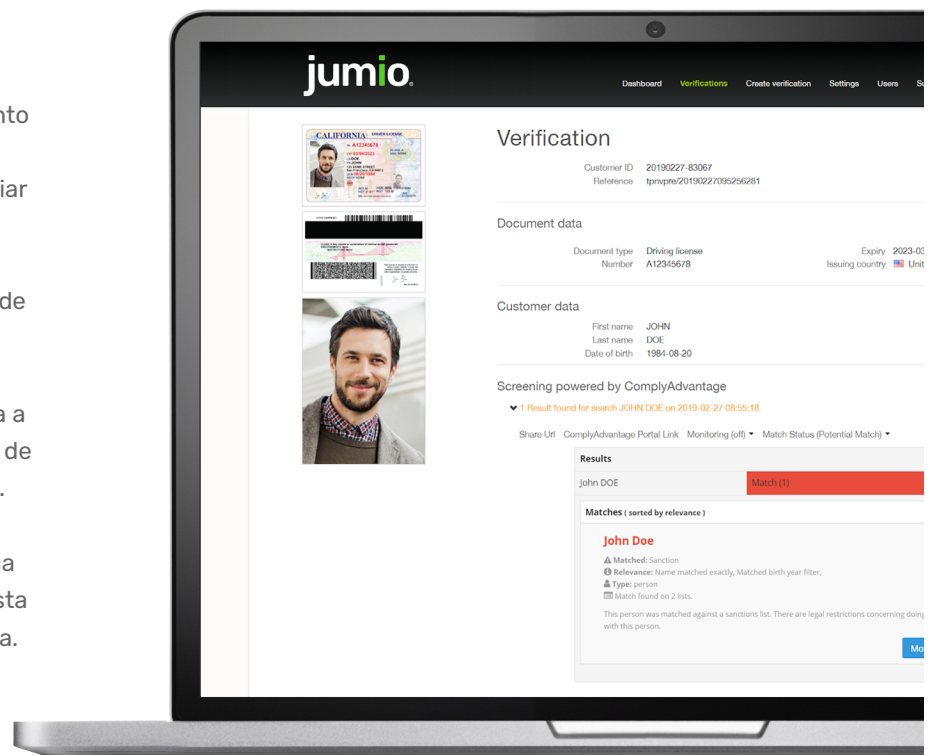 nto
iar
de
a a
de
.
a
sta
a.
jumio
Dashboard Verifications Create verification Settings Users
CALIFORNIA DRIVER LICENSE
A12345678
DOE
JOHN
Verification
Customer ID 20190227-83067
Reference tpnvpre/20190227095256281
Document data
Document type Driving license Expiry 2023-03
Number A12345678 Issuing country Unit
Customer data
First name JOHN
Last name DOE
Date of birth 1984-08-20
Screening powered by ComplyAdvantage
1 Result found for search JOHN DOE on 2019-02-27 08:55:18
Share Url ComplyAdvantage Portal Link Monitoring (off) Match Status (Potential Match)
Results
John DOE Match (1)
Matches ( sorted by relevance )
John Doe
Matched: Sanction
Relevance: Name matched exactly, Matched birth year filter,
Type: person
Match found on 2 lists.
This person was matched against a sanctions list. There are legal restrictions concerning doing
with this person.
Mo